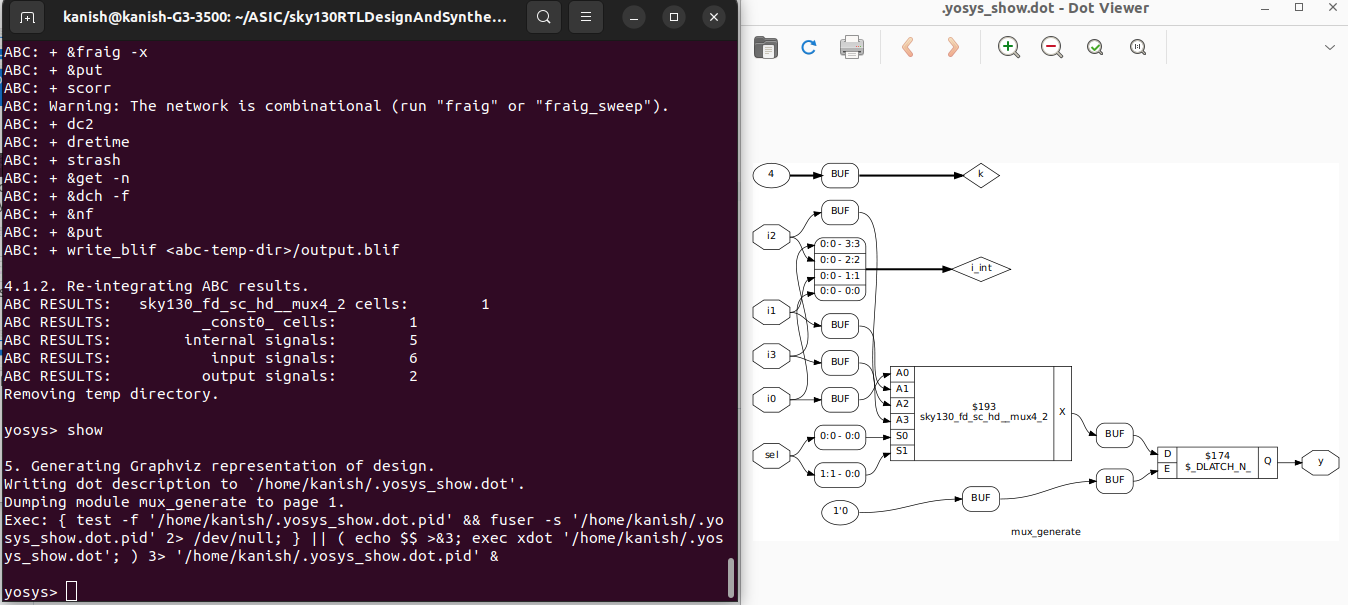 kanish@kanish-G3-3500: ~/ASIC/sky130RTLDesignAndSynthe...
ABC: + &fraig -x
ABC: + &put
ABC: + scorr
ABC: Warning: The network is combinational (run "fraig" or "fraig_sweep").
ABC: + dc2
ABC: + dretime
ABC: + strash
ABC: + &get -n
ABC: + &dch -f
ABC: + &nf
ABC: + &put
ABC: + write_blif <abc-temp-dir>/output.blif
4.1.2. Re-integrating ABC results.
ABC RESULTS:   sky130_fd_sc_hd__mux4_2 cells:        1
ABC RESULTS:          _const0_ cells:        1
ABC RESULTS:        internal signals:        5
ABC RESULTS:           input signals:        6
ABC RESULTS:          output signals:        2
Removing temp directory.
yosys> show
5. Generating Graphviz representation of design.
Writing dot description to `/home/kanish/.yosys_show.dot'.
Dumping module mux_generate to page 1.
Exec: { test -f '/home/kanish/.yosys_show.dot.pid' && fuser -s '/home/kanish/.yo
sys_show.dot.pid' 2> /dev/null; } || ( echo $$ >&3; exec xdot '/home/kanish/.yos
ys_show.dot'; ) 3> '/home/kanish/.yosys_show.dot.pid' &
yosys>
.yosys_show.dot - Dot Viewer
4
BUF
k
BUF
i2
0:0 - 3:3
0:0 - 2:2
0:0 - 1:1
0:0 - 0:0
i_int
i1
BUF
i3
BUF
i0
BUF
A0
A1
A2
A3
S0
S1
$193
sky130_fd_sc_hd__mux4_2
X
sel
0:0 - 0:0
1:1 - 0:0
BUF
D
E
$174
$_DLATCH_N_
Q
y
BUF
1'0
BUF
mux_generate